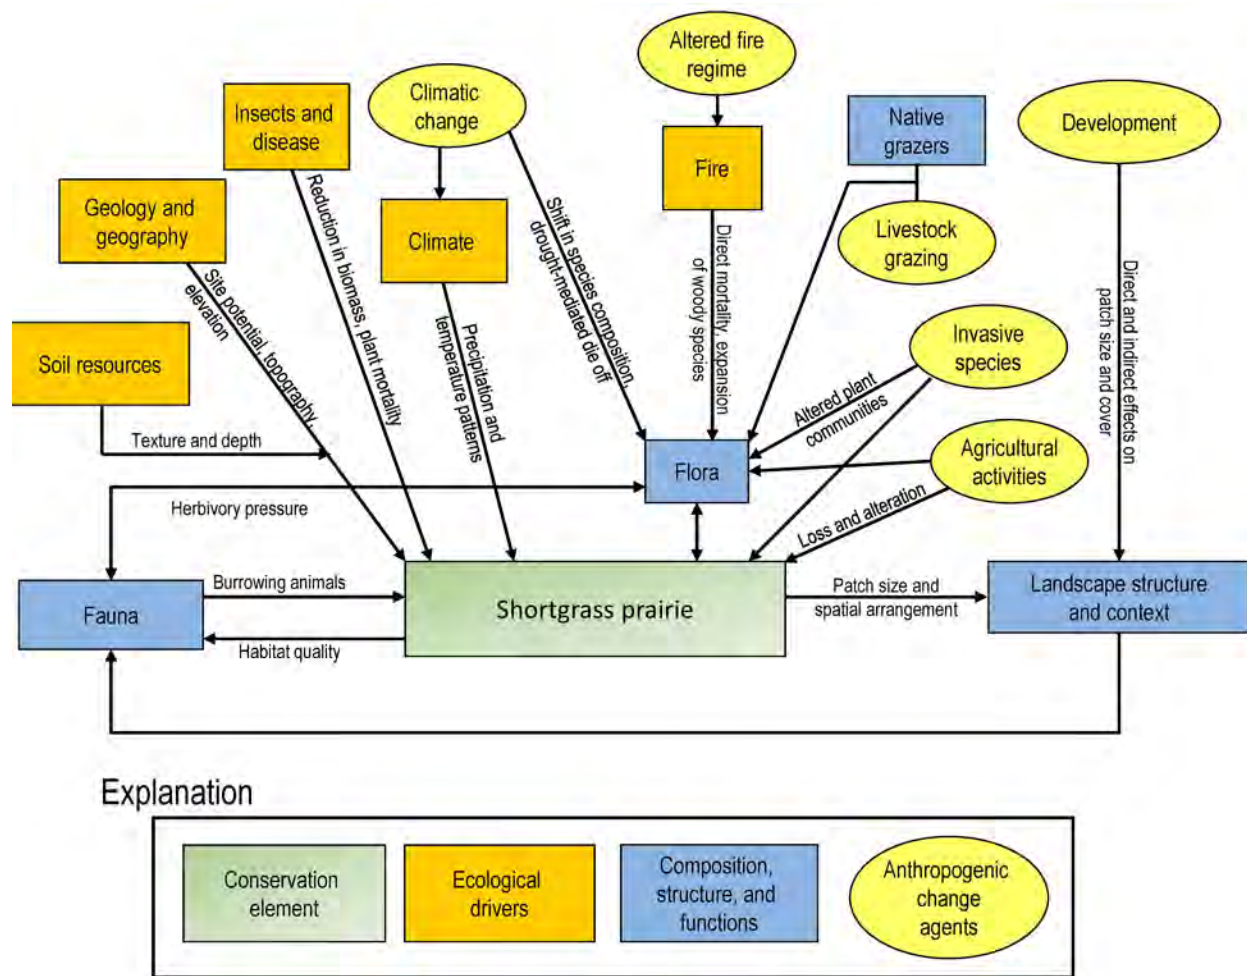 Altered fire
regime
Climatic
change
Insects and
disease
Native
grazers
Development
Fire
Geology and
geography
Climate
Livestock
grazing
Reduction in biomass, plant mortality
Shift in species composition,
drought-mediated die off
Direct mortality, expansion
of woody species
Direct and indirect effects on
patch size and cover
Site potential, topography,
elevation
Precipitation and
temperature patterns
Invasive
species
Soil resources
Altered plant
communities
Texture and depth
Flora
Agricultural
activities
Herbivory pressure
Loss and alteration
Burrowing animals
Fauna
Shortgrass prairie
Patch size and
spatial arrangement
Landscape structure
and context
Habitat quality
Explanation
Conservation
element
Ecological
drivers
Composition,
structure, and
functions
Anthropogenic
change
agents